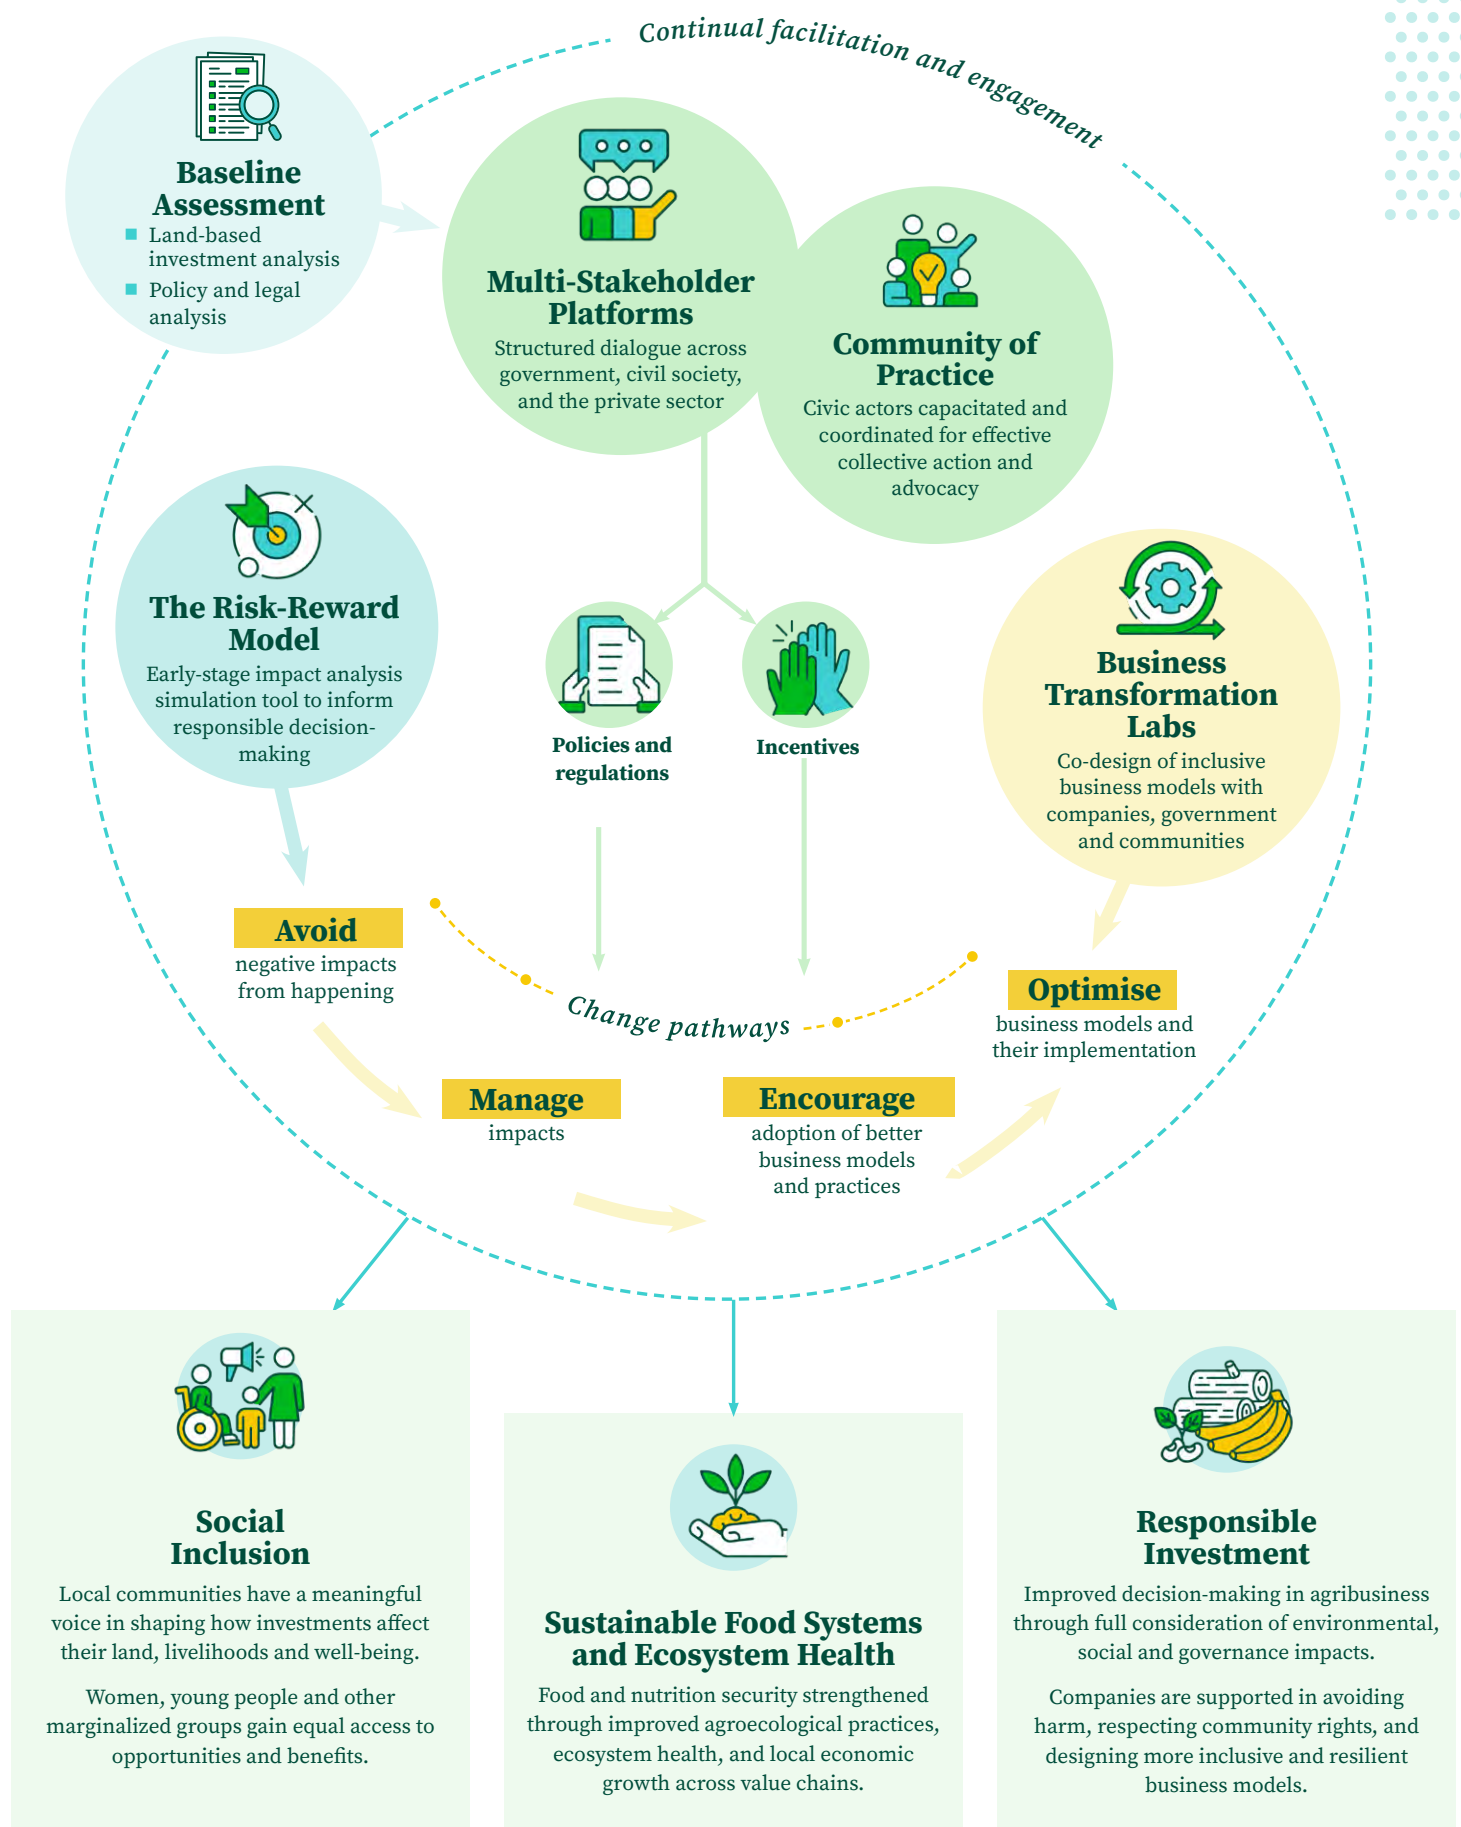 Continual facilitation and engagement
Baseline
Assessment
Land-based
investment analysis
Policy and legal
analysis
Multi-Stakeholder
Platforms
Structured dialogue across
government, civil society,
and the private sector
Community of
Practice
Civic actors capacitated and
coordinated for effective
collective action and
advocacy
The Risk-Reward
Model
Early-stage impact analysis
simulation tool to inform
responsible decision-
making
Policies and
regulations
Incentives
Business
Transformation
Labs
Co-design of inclusive
business models with
companies, government
and communities
Avoid
negative impacts
from happening
Change pathways
Optimise
business models and
their implementation
Manage
impacts
Encourage
adoption of better
business models
and practices
Social
Inclusion
Local communities have a meaningful
voice in shaping how investments affect
their land, livelihoods and well-being.
Women, young people and other
marginalized groups gain equal access to
opportunities and benefits.
Sustainable Food Systems
and Ecosystem Health
Food and nutrition security strengthened
through improved agroecological practices,
ecosystem health, and local economic
growth across value chains.
Responsible
Investment
Improved decision-making in agribusiness
through full consideration of environmental,
social and governance impacts.
Companies are supported in avoiding
harm, respecting community rights, and
designing more inclusive and resilient
business models.